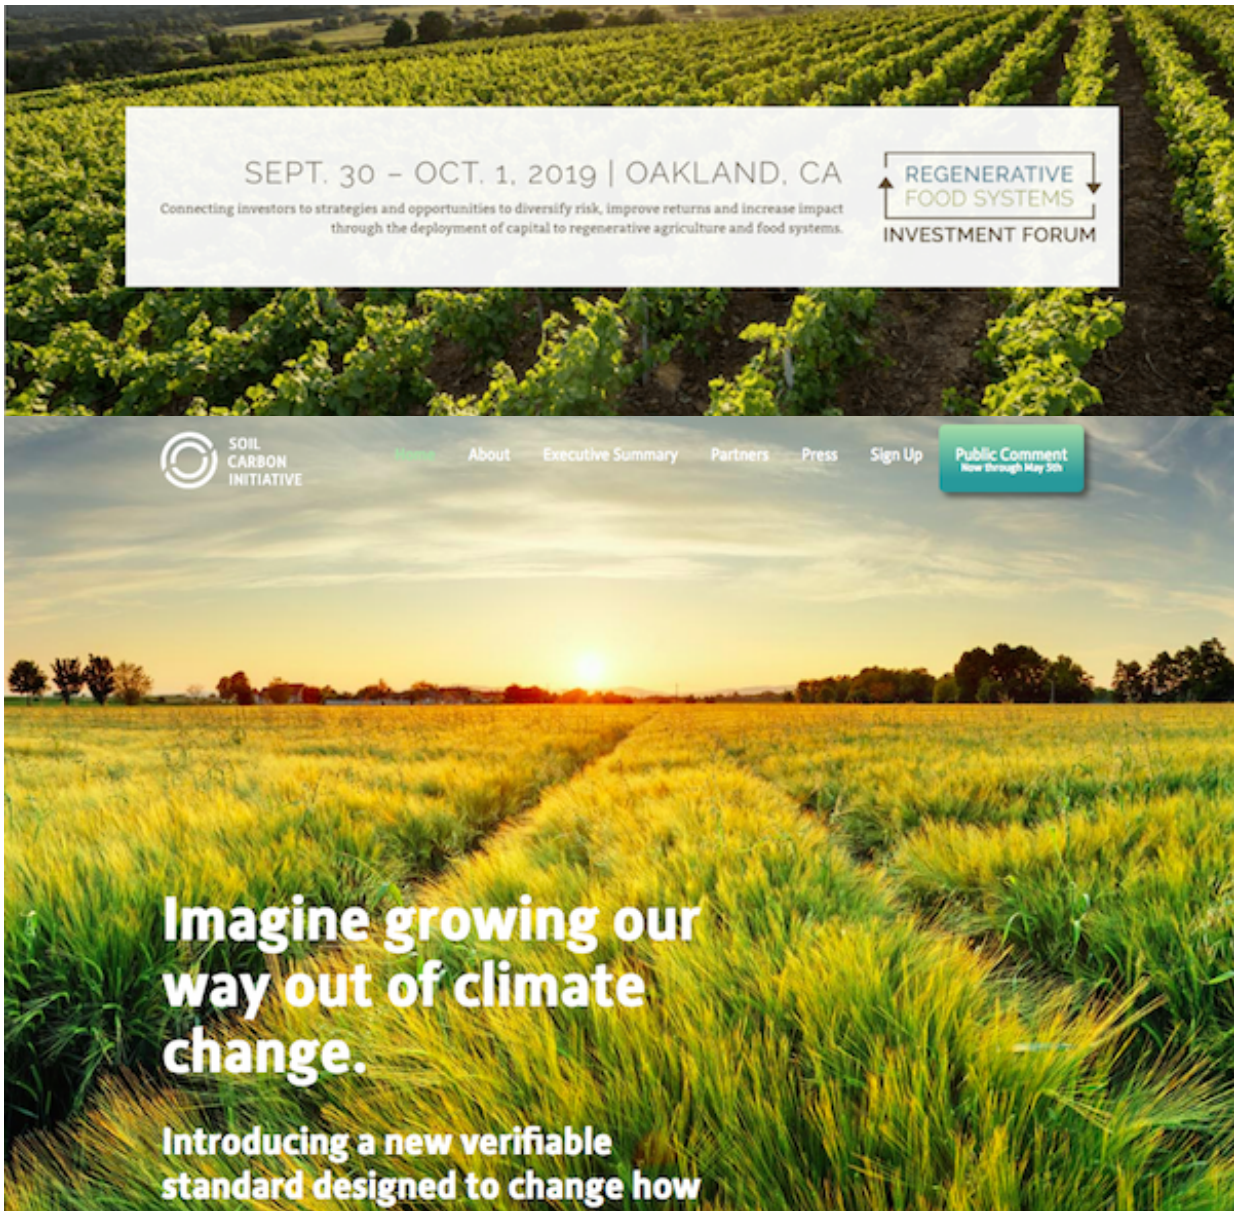 SEPT. 30 – OCT. 1, 2019 | OAKLAND, CA
Connecting investors to strategies and opportunities to diversify risk, improve returns and increase impact
through the deployment of capital to regenerative agriculture and food systems.
REGENERATIVE
FOOD SYSTEMS
INVESTMENT FORUM
SOIL
CARBON
INITIATIVE
Home
About
Executive Summary
Partners
Press
Sign Up
Public Comment
Now through May 5th
Imagine growing our
way out of climate
change.
Introducing a new verifiable
standard designed to change how